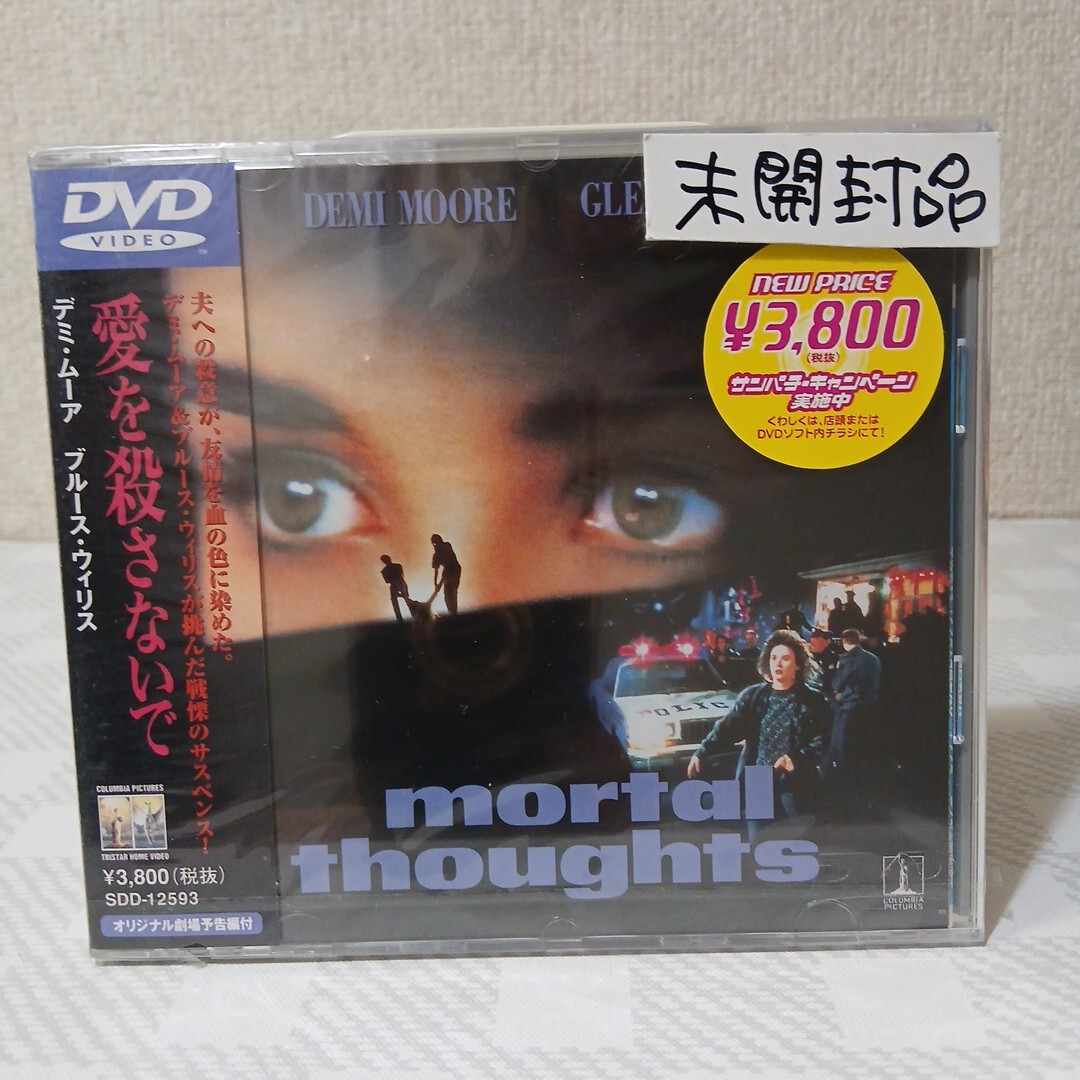 DVD
VIDEO
夫への殺意が、友情を血の色に染めた。
デミ・ムーア&ブルース・ウィリスが挑んだ戦慄のサスペンス!
愛を殺さないで
デミ・ムーア ブルース・ウィリス
COLUMBIA PICTURES
TRISTAR HOME VIDEO
¥3,800(税抜)
SDD-12593
オリジナル劇場予告編付
DEMI MOORE
GLE
未開封品
NEW PRICE
¥3,800
(税抜)
サンパチ・キャンペーン
実施中
くわしくは、店頭または
DVDソフト内チラシにて!
POLIC
mortal
thoughts
COLUMBIA
PICTURES